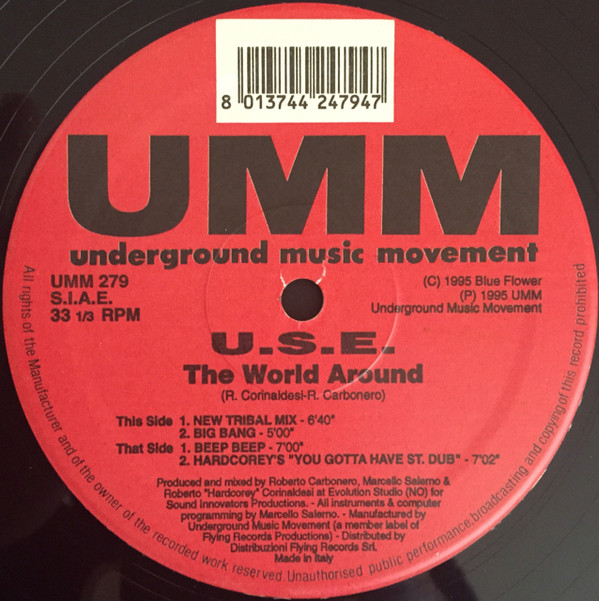 8 013744 247947
UMM
underground music movement
UMM 279
S.I.A.E.
33 1/3 RPM
(C) 1995 Blue Flower
(P) 1995 UMM
Underground Music Movement
U.S.E.
The World Around
(R. Corinaldesi-R. Carbonero)
This Side 1. NEW TRIBAL MIX - 6'40"
2. BIG BANG - 5'00"
That Side 1. BEEP BEEP - 7'00"
2. HARDCOREY'S "YOU GOTTA HAVE ST. DUB" - 7'02"
Produced and mixed by Roberto Carbonero, Marcello Salerno &
Roberto "Hardcorey" Corinaldesi at Evolution Studio (NO) for
Sound Innovators Productions. - All instruments & computer
programming by Marcello Salerno. - Manufactured by
Underground Music Movement (a member label of
Flying Records Productions) - Distributed by
Distribuzioni Flying Records Srl.
Made in Italy
All rights of the Manufacturer and of the owner of the recorded work reserved. Unauthorised public performance, broadcasting and copying of this record prohibited